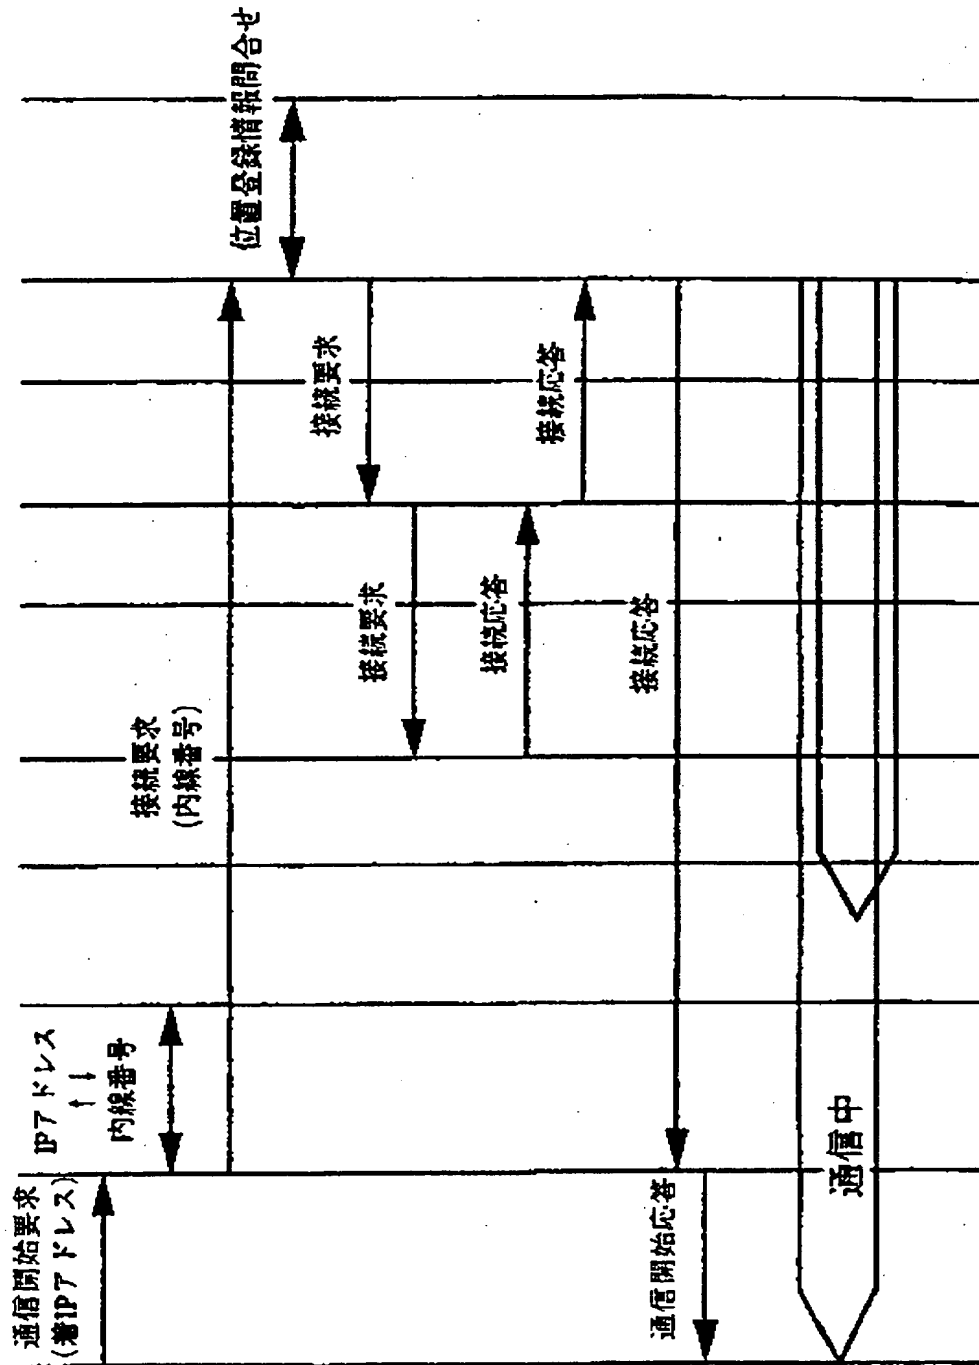 通信開始要求
(着IPアドレス)
IPアドレス
↑↓
内線番号
接続要求
(内線番号)
位置登録情報問合せ
接続要求
接続要求
接続応答
接続応答
接続応答
通信開始応答
通信中